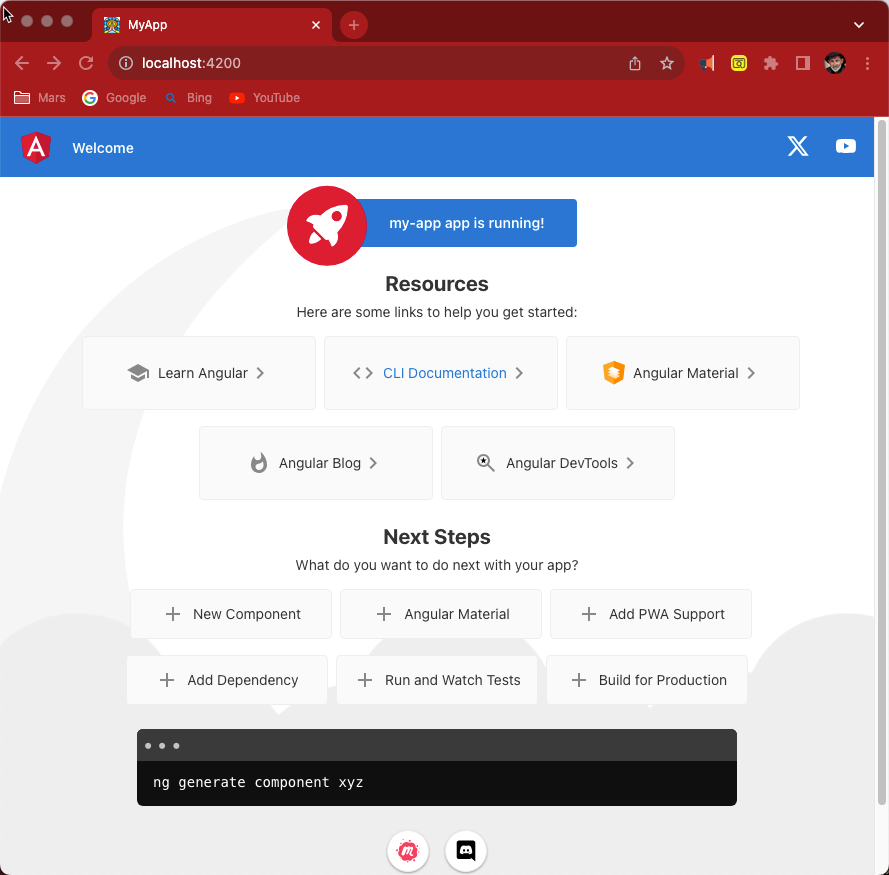 MyApp
localhost:4200
Mars Google Bing YouTube
Welcome
my-app app is running!
Resources
Here are some links to help you get started:
Learn Angular
CLI Documentation
Angular Material
Angular Blog
Angular DevTools
Next Steps
What do you want to do next with your app?
New Component
Angular Material
Add PWA Support
Add Dependency
Run and Watch Tests
Build for Production
ng generate component xyz